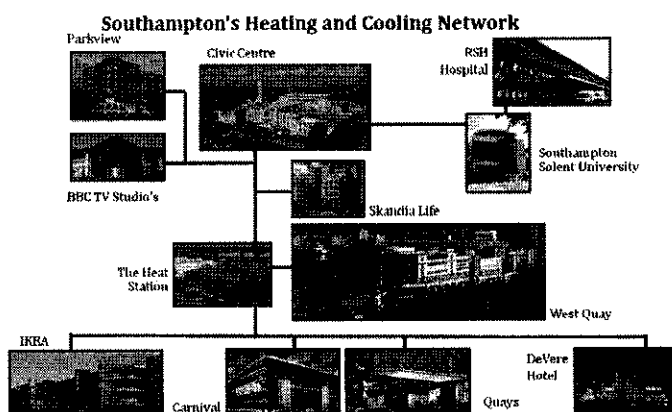 Southampton's Heating and Cooling Network
Parkview
Civic Centre
RSH
Hospital
BBC TV Studio's
Southampton
Solent University
Skandia Life
The Heat
Station
West Quay
IKEA
Carnival
Quays
DeVere
Hotel